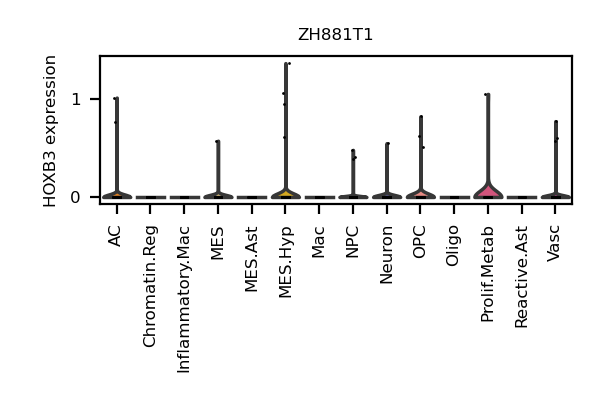 ZH881T1
HOXB3 expression
1
0
AC
Chromatin.Reg
Inflammatory.Mac
MES
MES.Ast
MES.Hyp
Mac
NPC
Neuron
OPC
Oligo
Prolif.Metab
Reactive.Ast
Vasc